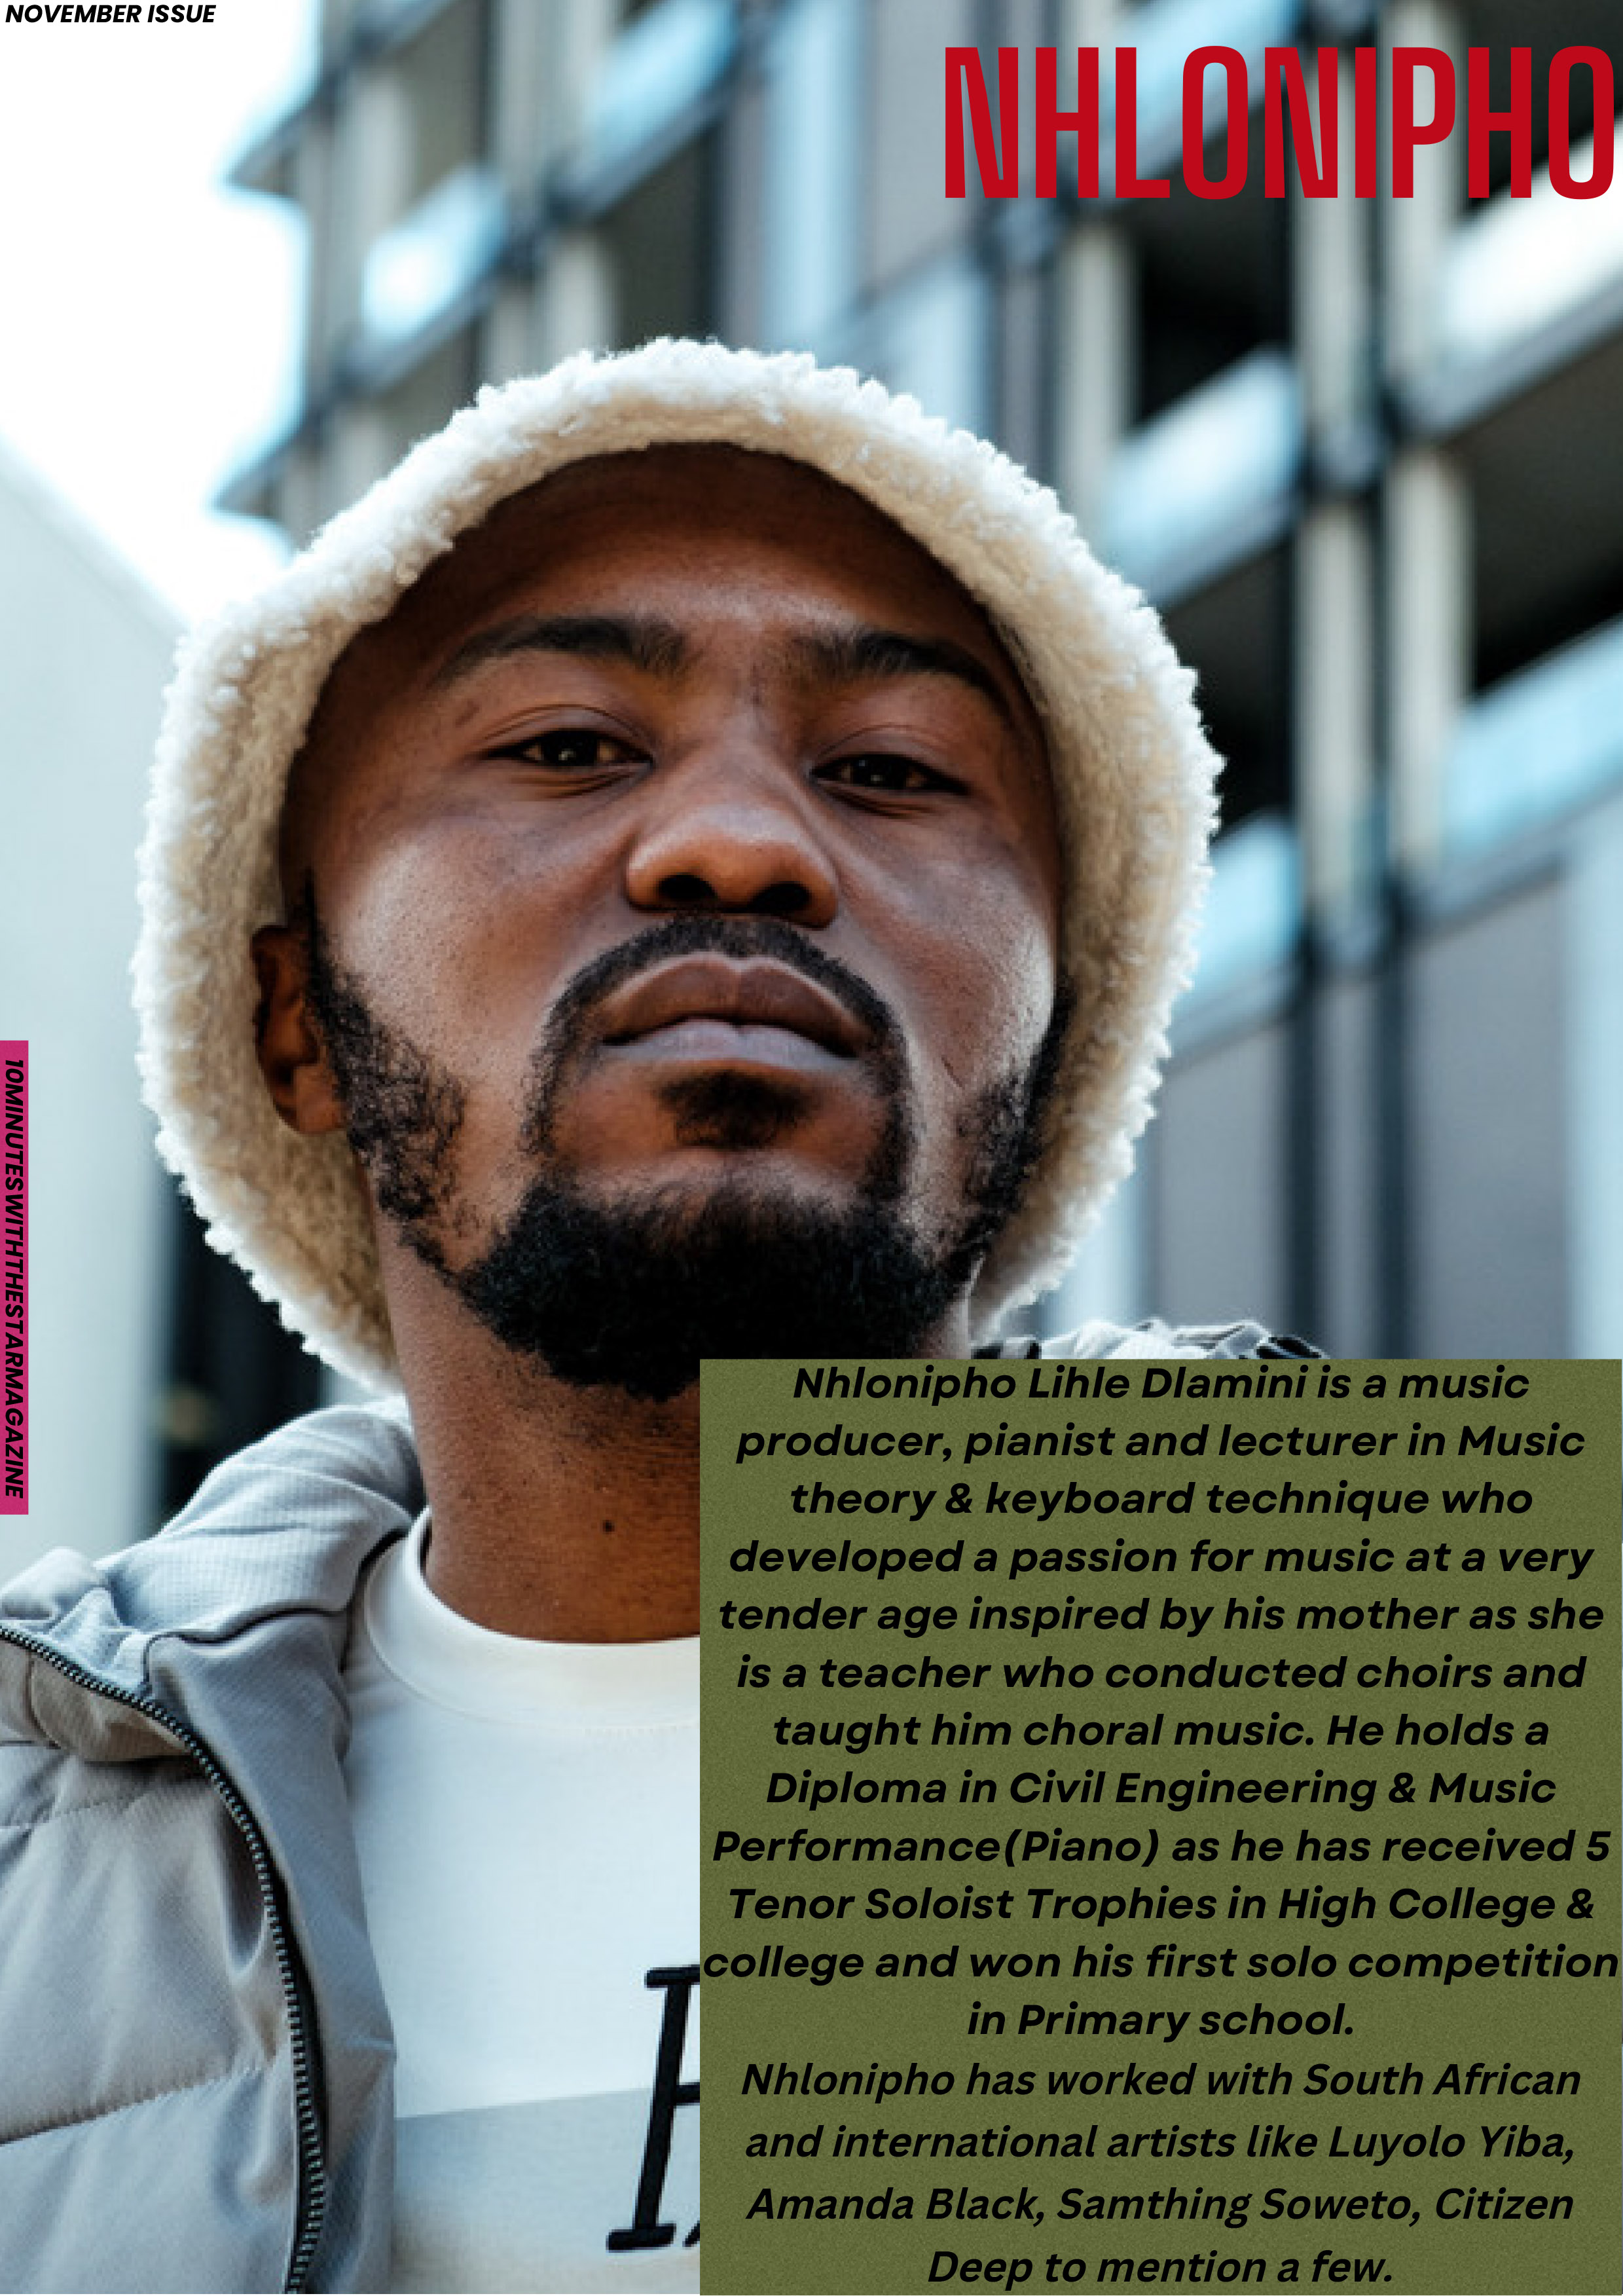 NOVEMBER ISSUE
NHLONIPHO
10MINUTESWITHTHESTARMAGAZINE
Nhlonipho Lihle Dlamini is a music
producer, pianist and lecturer in Music
theory & keyboard technique who
developed a passion for music at a very
tender age inspired by his mother as she
is a teacher who conducted choirs and
taught him choral music. He holds a
Diploma in Civil Engineering & Music
Performance(Piano) as he has received 5
Tenor Soloist Trophies in High College &
college and won his first solo competition
in Primary school.
Nhlonipho has worked with South African
and international artists like Luyolo Yiba,
Amanda Black, Samthing Soweto, Citizen
Deep to mention a few.